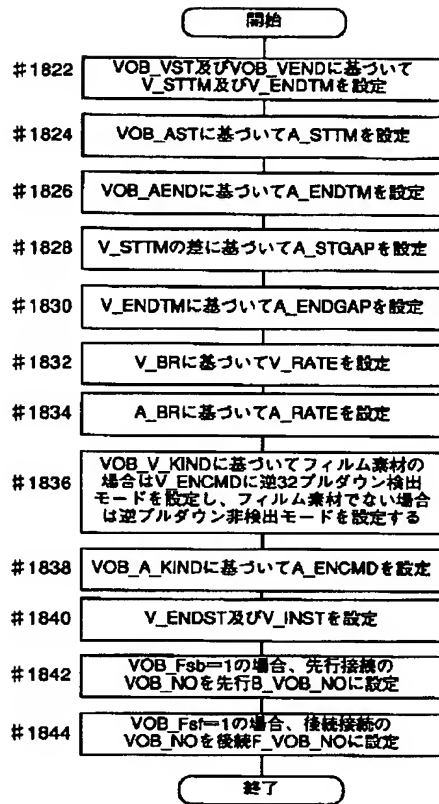 開始
#1822
VOB_VST及びVOB_VENDに基づいて
V_STTM及びV_ENDTMを設定
#1824
VOB_ASTに基づいてA_STTMを設定
#1826
VOB_AENDに基づいてA_ENDTMを設定
#1828
V_STTMの差に基づいてA_STGAPを設定
#1830
V_ENDTMに基づいてA_ENDGAPを設定
#1832
V_BRに基づいてV_RATEを設定
#1834
A_BRに基づいてA_RATEを設定
#1836
VOB_V_KINDに基づいてフィルム素材の
場合はV_ENCMDに逆32プルダウン検出
モードを設定し、フィルム素材でない場合
は逆プルダウン非検出モードを設定する
#1838
VOB_A_KINDに基づいてA_ENCMDを設定
#1840
V_ENDST及びV_INSTを設定
#1842
VOB_Fsb=1の場合、先行接続の
VOB_NOを先行B_VOB_NOに設定
#1844
VOB_Fsf=1の場合、後続接続の
VOB_NOを後続F_VOB_NOに設定
終了